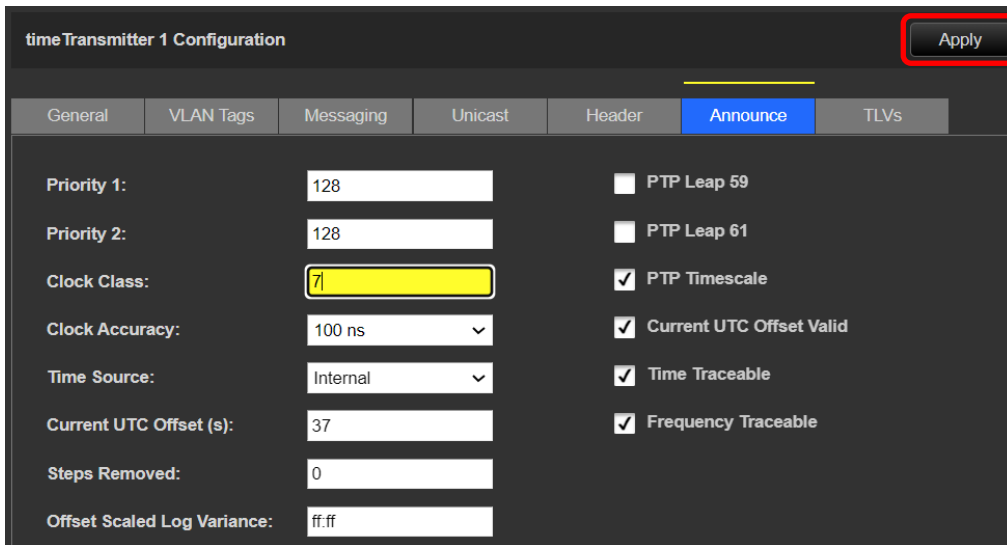 timeTransmitter 1 Configuration
Apply
General VLAN Tags Messaging Unicast Header Announce TLVs
Priority 1: 128 PTP Leap 59
Priority 2: 128 PTP Leap 61
Clock Class: 7 PTP Timescale
Clock Accuracy: 100 ns Current UTC Offset Valid
Time Source: Internal Time Traceable
Current UTC Offset (s): 37 Frequency Traceable
Steps Removed: 0
Offset Scaled Log Variance: ff:ff